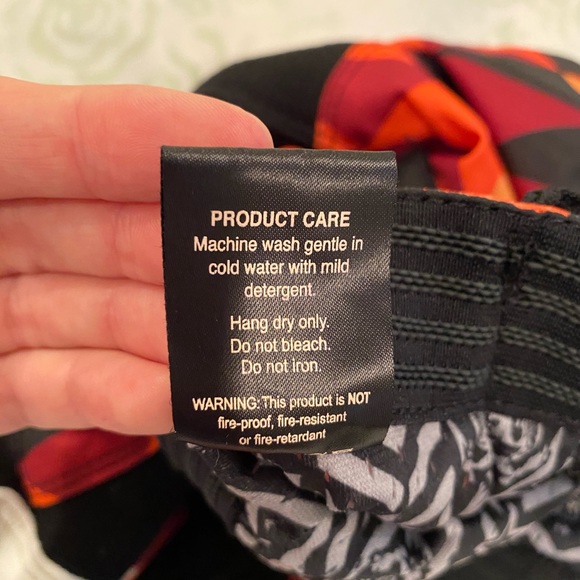 PRODUCT CARE
Machine wash gentle in
cold water with mild
detergent.
Hang dry only.
Do not bleach.
Do not iron.
WARNING: This product is NOT
fire-proof, fire-resistant
or fire-retardant